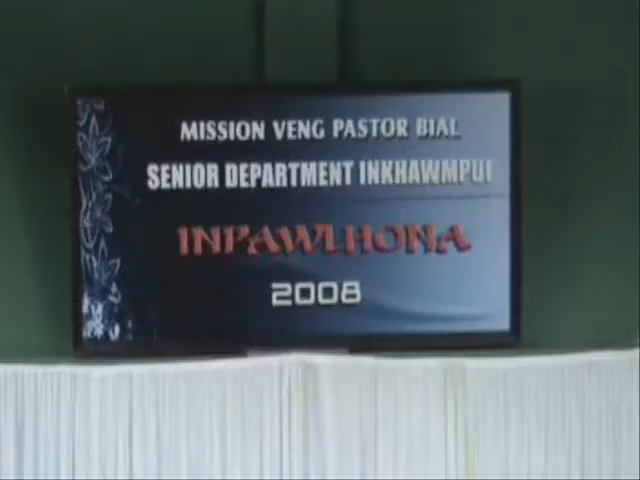 MISSION VENG PASTOR BIAL
SENIOR DEPARTMENT INKHAWMPUI
INPAWLHONA
2008